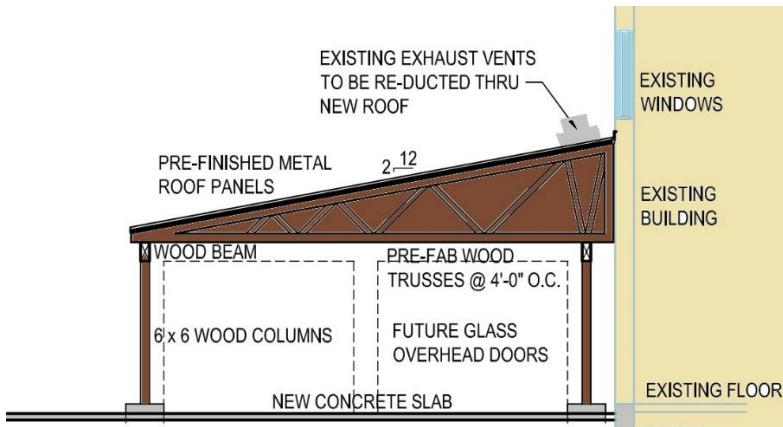 EXISTING EXHAUST VENTS
TO BE RE-DUCTED THRU
NEW ROOF
EXISTING
WINDOWS
PRE-FINISHED METAL
ROOF PANELS
2
12
EXISTING
BUILDING
WOOD BEAM
PRE-FAB WOOD
TRUSSES @ 4'-0" O.C.
6 x 6 WOOD COLUMNS
FUTURE GLASS
OVERHEAD DOORS
NEW CONCRETE SLAB
EXISTING FLOOR